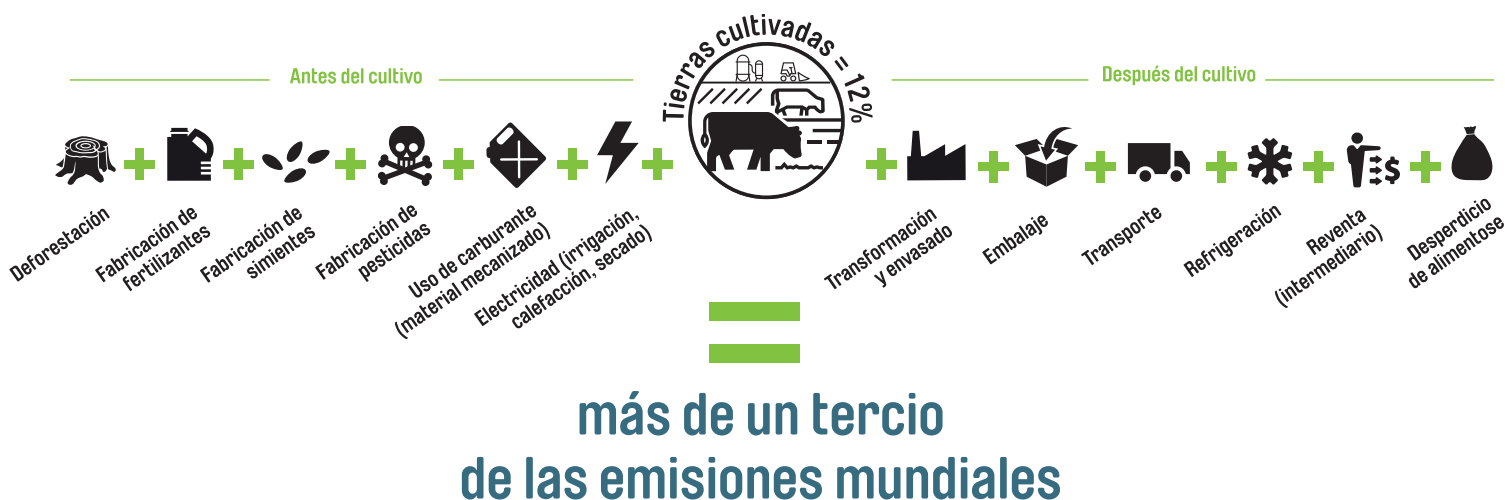 Antes del cultivo
Tierras cultivadas = 12%
Después del cultivo
Deforestación
Fabricación de
fertilizantes
Fabricación de
simientes
Fabricación de
pesticidas
Uso de carburante
(material mecanizado)
Electricidad (irrigación,
calefacción, secado)
Transformación
y envasado
Embalaje
Transporte
Refrigeración
Reventa
(intermediario)
Desperdicio
de alimentose
más de un tercio
de las emisiones mundiales